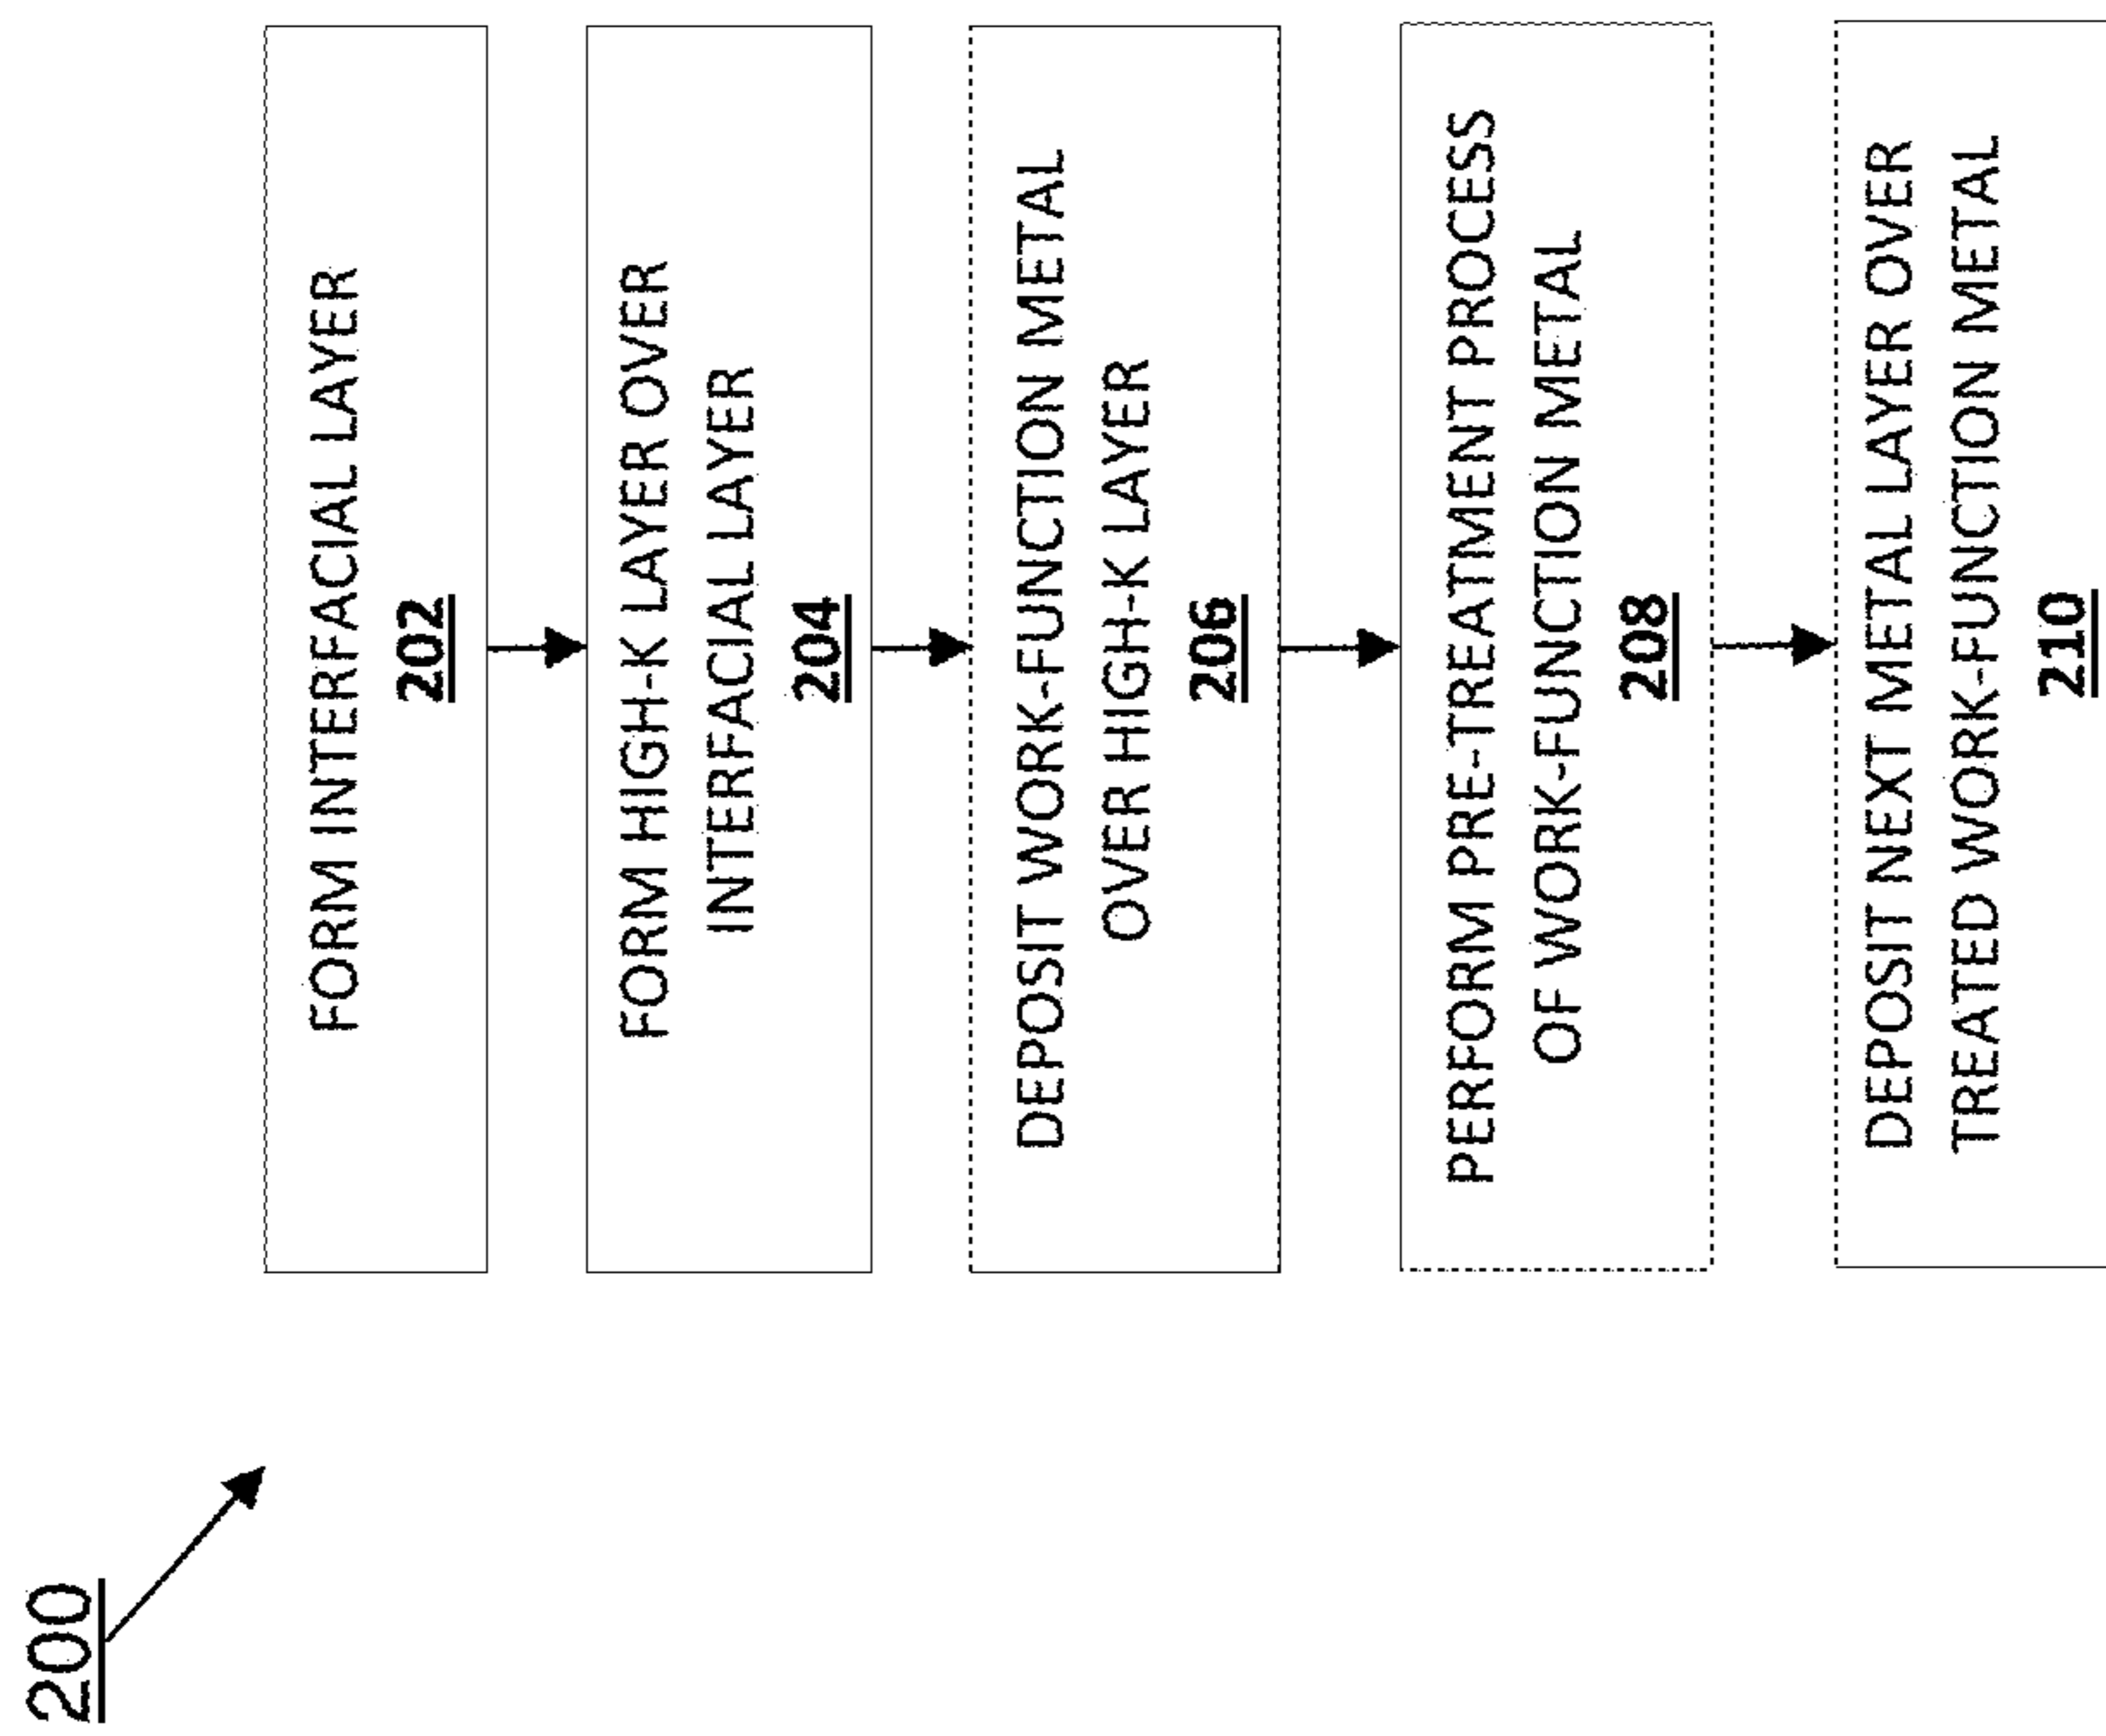 200
FORM INTERFACIAL LAYER
202
FORM HIGH-K LAYER OVER
INTERFACIAL LAYER
204
DEPOSIT WORK-FUNCTION METAL
OVER HIGH-K LAYER
206
PERFORM PRE-TREATMENT PROCESS
OF WORK-FUNCTION METAL
208
DEPOSIT NEXT METAL LAYER OVER
TREATED WORK-FUNCTION METAL
210